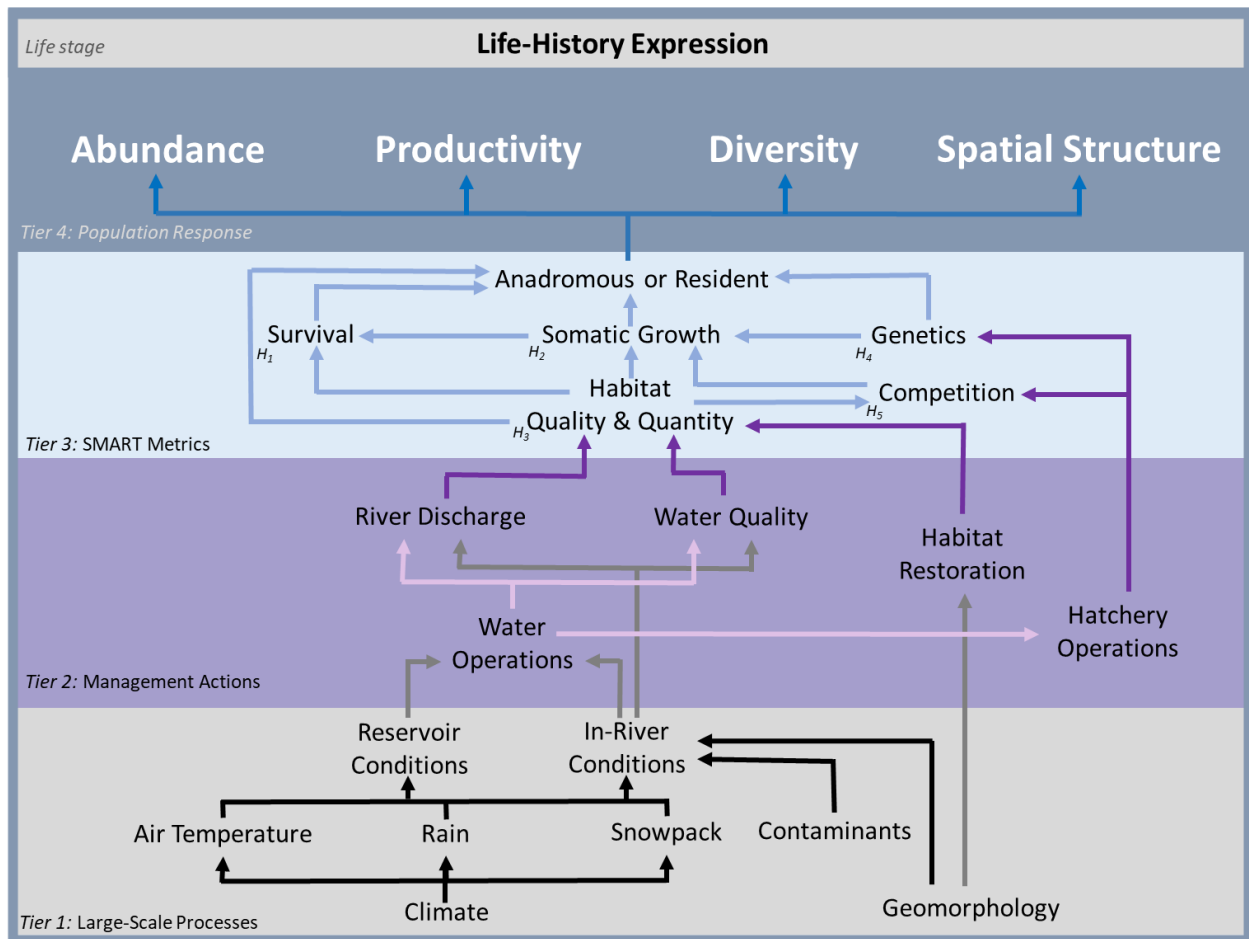 Life stage
Life-History Expression
Abundance
Productivity
Diversity
Spatial Structure
Tier 4: Population Response
Anadromous or Resident
Survival
H1
H2
Somatic Growth
H4
Genetics
Habitat
Quality & Quantity
H3
Competition
H5
Tier 3: SMART Metrics
River Discharge
Water Quality
Habitat
Restoration
Water
Operations
Hatchery
Operations
Tier 2: Management Actions
Reservoir
Conditions
In-River
Conditions
Air Temperature
Rain
Snowpack
Contaminants
Climate
Geomorphology
Tier 1: Large-Scale Processes